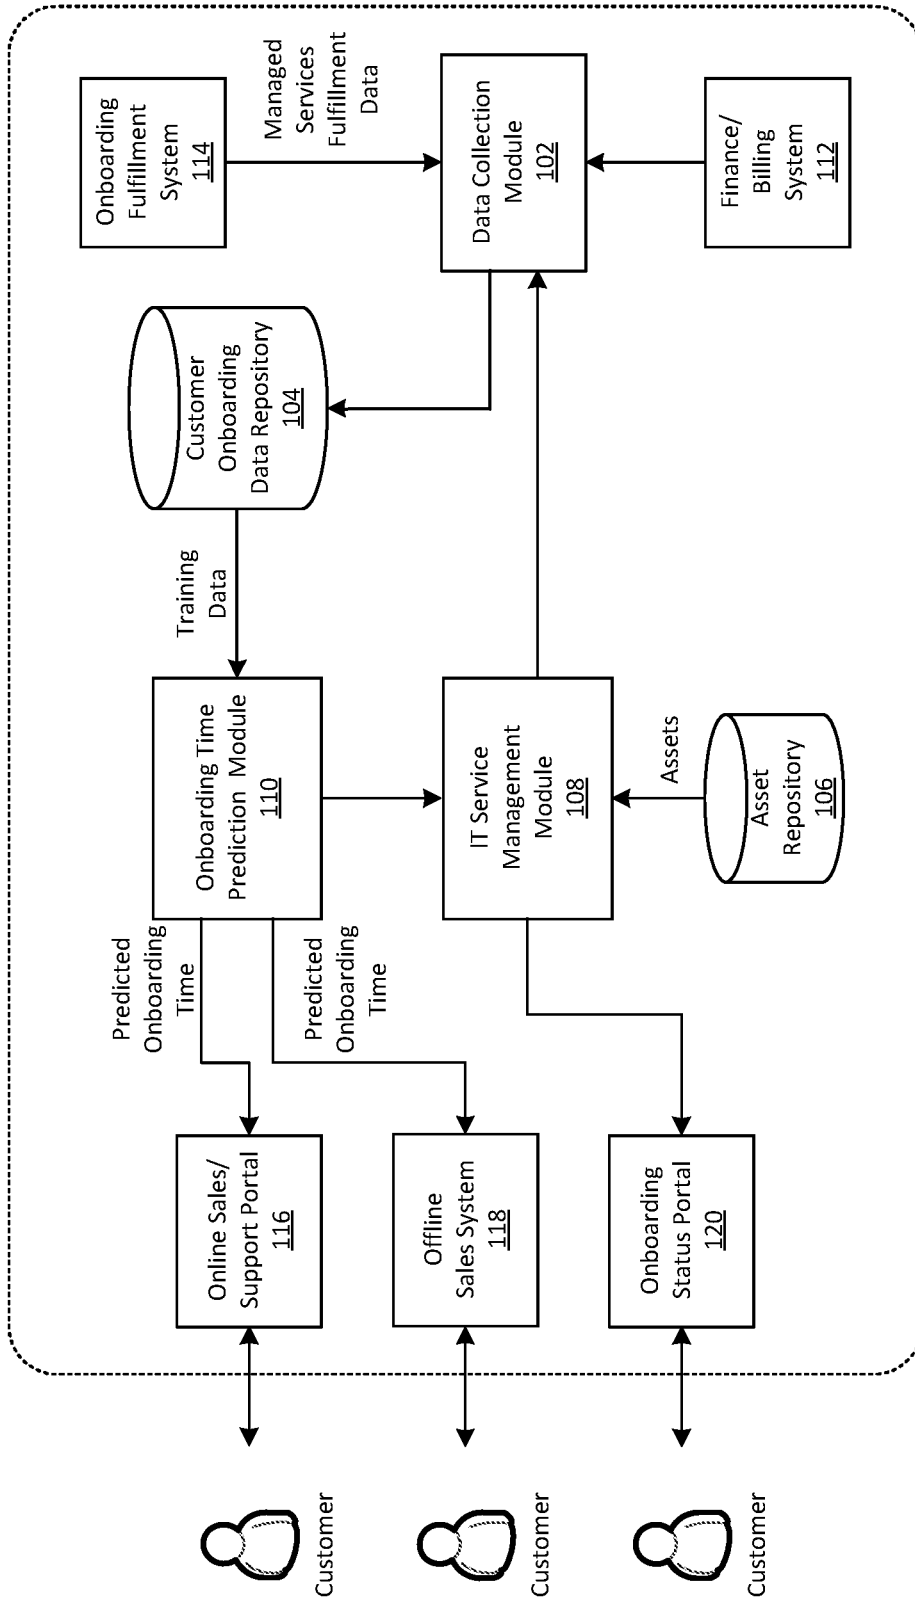 Customer
Customer
Customer
Online Sales/
Support Portal
116
Offline
Sales System
118
Onboarding
Status Portal
120
Predicted
Onboarding
Time
Predicted
Onboarding
Time
Onboarding Time
Prediction Module
110
IT Service
Management
Module
108
Assets
Asset
Repository
106
Training
Data
Customer
Onboarding
Data Repository
104
Onboarding
Fulfillment
System
114
Managed
Services
Fulfillment
Data
Data Collection
Module
102
Finance/
Billing
System
112